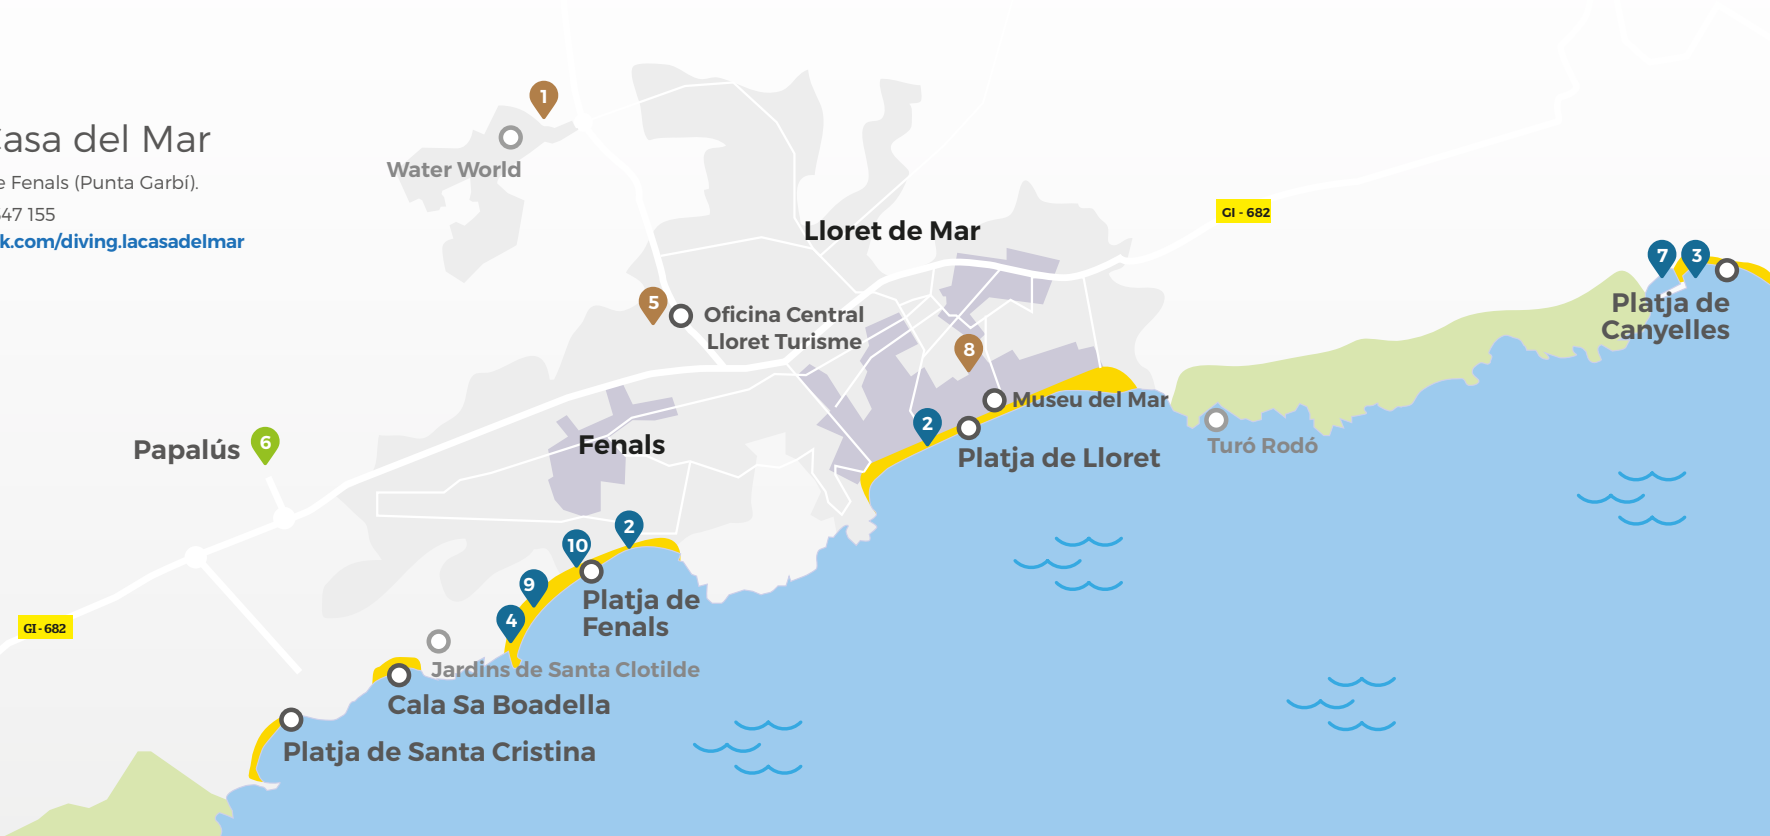 Casa del Mar
e Fenals (Punta Garbí).
47 155
k.com/diving.lacasadelmar
1
Water World
Lloret de Mar
GI - 682
5
Oficina Central
Lloret Turisme
8
7
3
Platja de
Canyelles
Museu del Mar
2
Platja de Lloret
Turó Rodó
Papalús
6
Fenals
2
10
9
4
Platja de
Fenals
GI - 682
Jardins de Santa Clotilde
Cala Sa Boadella
Platja de Santa Cristina